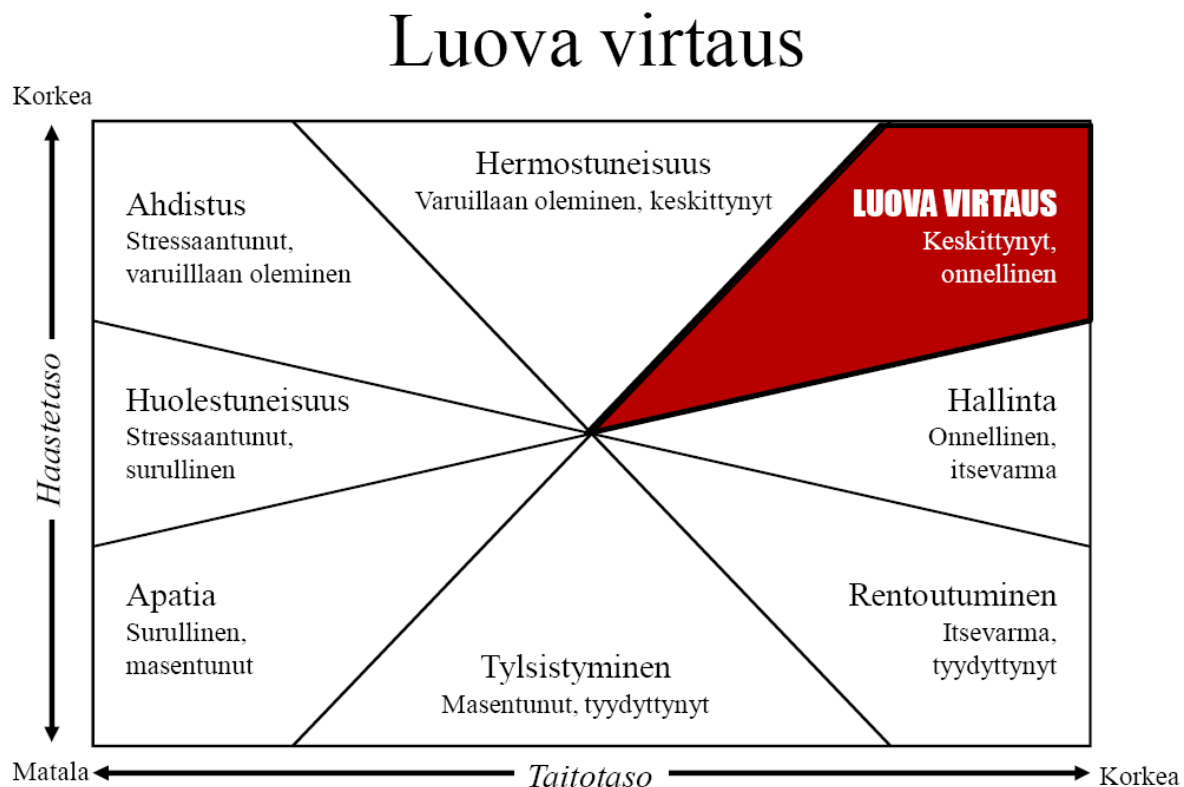 Luova virtaus
Korkea
Hermostuneisuus
Varuillaan oleminen, keskittynyt
Ahdistus
Stressaantunut,
varuilllaan oleminen
LUOVA VIRTAUS
Keskittynyt,
onnellinen
Haastetaso
Huolestuneisuus
Stressaantunut,
surullinen
Hallinta
Onnellinen,
itsevarma
Apatia
Surullinen,
masentunut
Tylsistyminen
Masentunut, tyydyttynyt
Rentoutuminen
Itsevarma,
tyydyttynyt
Matala
Taitotaso
Korkea